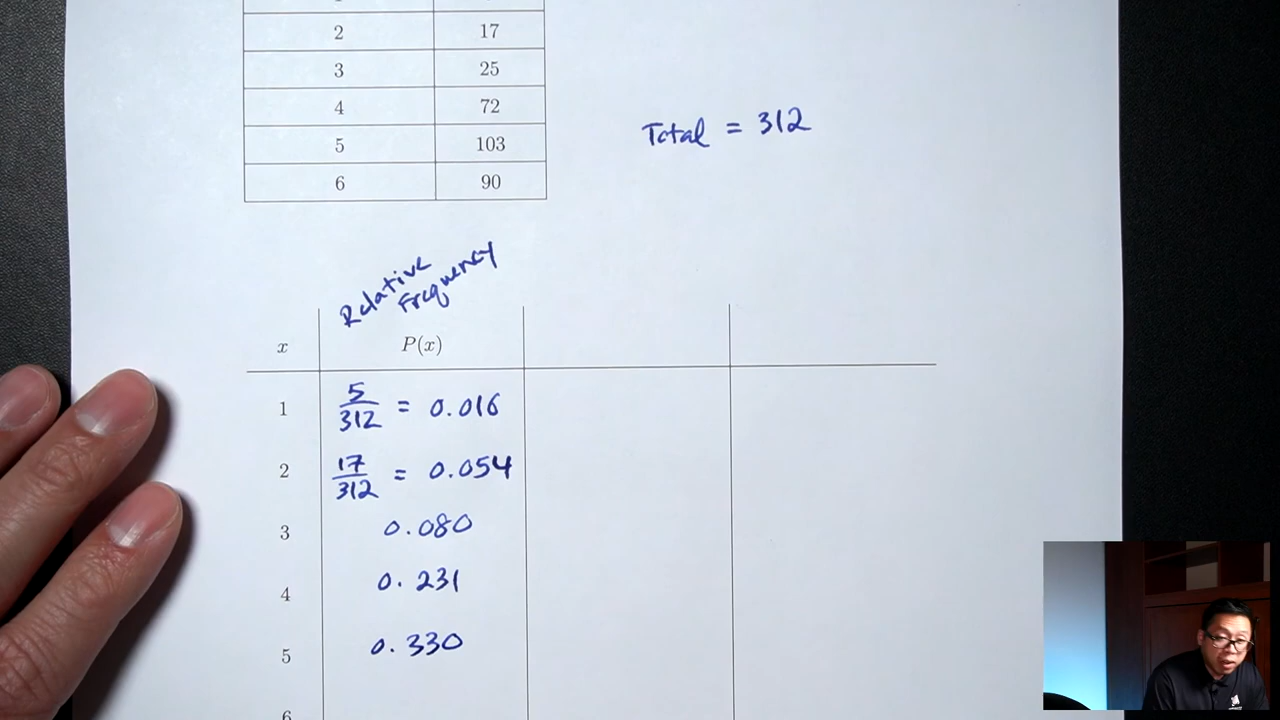 2 17
3 25
4 72
5 103
6 90
Total = 312
Relative
Frequency
x P(x)
1 5/312 = 0.016
2 17/312 = 0.054
3 0.080
4 0.231
5 0.330
6